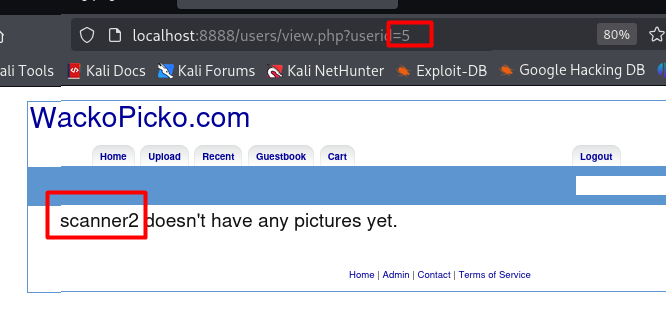 localhost:8888/users/view.php?userid=5
80%
Kali Docs Kali Forums Kali NetHunter Exploit-DB Google Hacking DB
WackoPicko.com
Home Upload Recent Guestbook Cart Logout
scanner2 doesn't have any pictures yet.
Home | Admin | Contact | Terms of Service